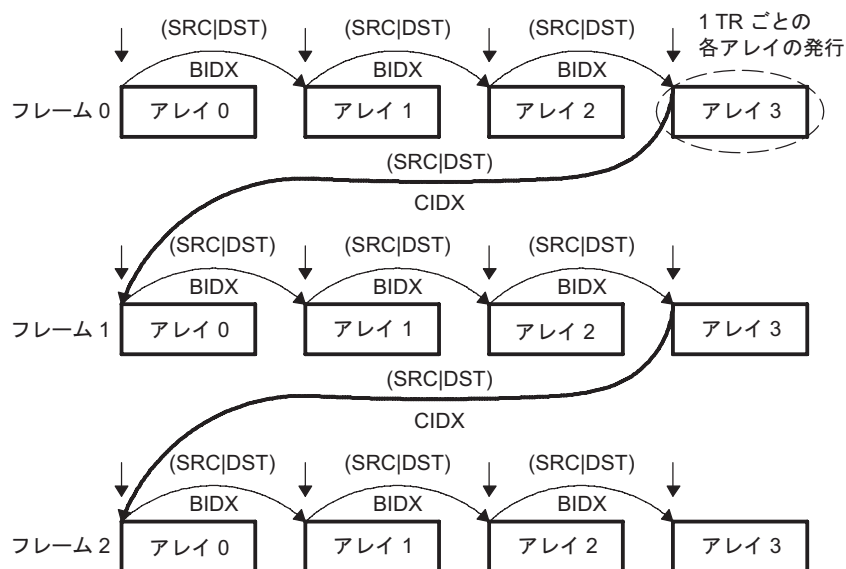 (SRC|DST) (SRC|DST) (SRC|DST) 1 TR ごとの
各アレイの発行
BIDX BIDX BIDX
フレーム 0 アレイ 0 アレイ 1 アレイ 2 アレイ 3
(SRC|DST)
CIDX
(SRC|DST) (SRC|DST) (SRC|DST)
BIDX BIDX BIDX
フレーム 1 アレイ 0 アレイ 1 アレイ 2 アレイ 3
(SRC|DST)
CIDX
(SRC|DST) (SRC|DST) (SRC|DST)
BIDX BIDX BIDX
フレーム 2 アレイ 0 アレイ 1 アレイ 2 アレイ 3